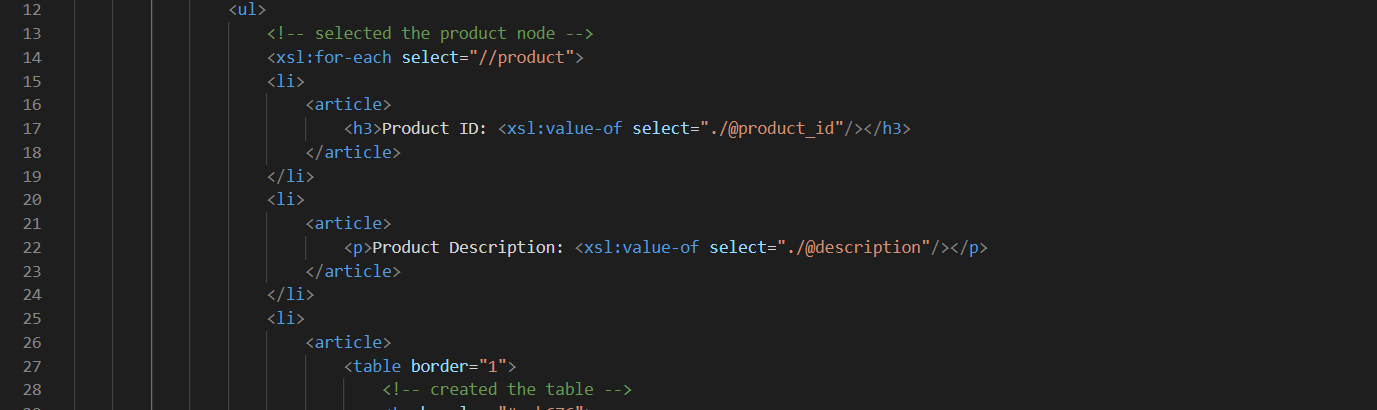 12 <ul>
13 <!-- selected the product node -->
14 <xsl:for-each select="//product">
15 <li>
16 <article>
17 <h3>Product ID: <xsl:value-of select="./@product_id"/></h3>
18 </article>
19 </li>
20 <li>
21 <article>
22 <p>Product Description: <xsl:value-of select="./@description"/></p>
23 </article>
24 </li>
25 <li>
26 <article>
27 <table border="1">
28 <!-- created the table -->